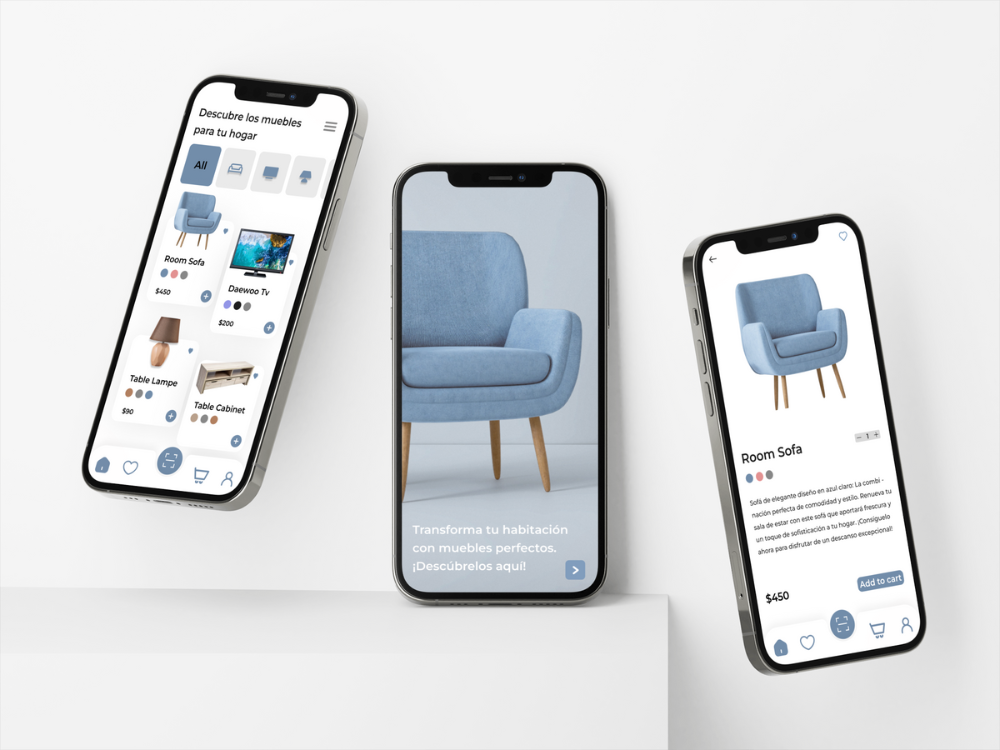 Descubre los muebles
para tu hogar
All
Room Sofa
$450
Daewoo Tv
$200
Table Lampe
$90
Table Cabinet
Transforma tu habitación
con muebles perfectos.
¡Descúbrelos aquí!
- 1 +
Room Sofa
Sofá de elegante diseño en azul claro: La combi -
nación perfecta de comodidad y estilo. Renueva tu
sala de estar con este sofá que aportará frescura y
un toque de sofisticación a tu hogar. ¡Consíguelo
ahora para disfrutar de un descanso excepcional!
$450
Add to cart